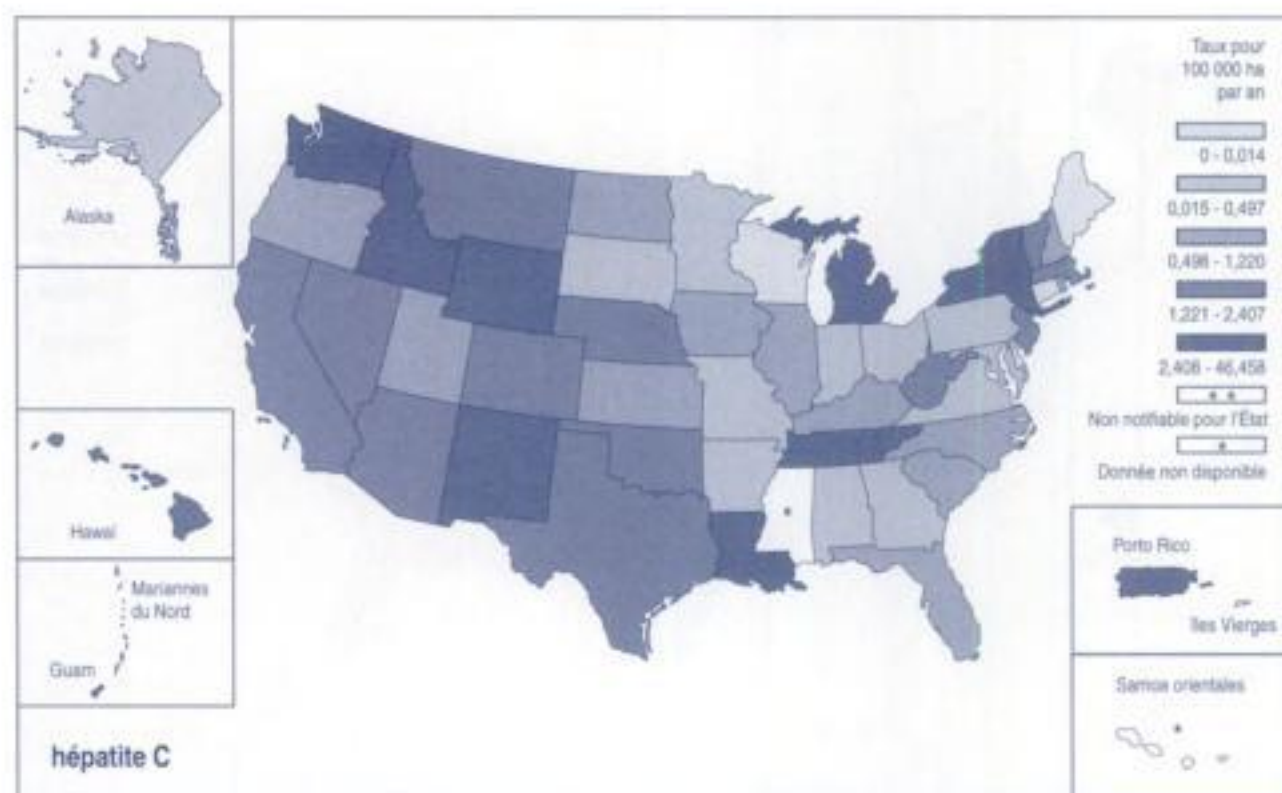 Alaska
Hawaï
Mariannes
du Nord
Guam
hépatite C
Taux pour
100 000 ha
par an
0 - 0,014
0,015 - 0,497
0,498 - 1,220
1,221 - 2,407
2,408 - 46,458
* *
Non notifiable pour l'État
*
Donnée non disponible
*
Porto Rico
Iles Vierges
Samoa orientales
*